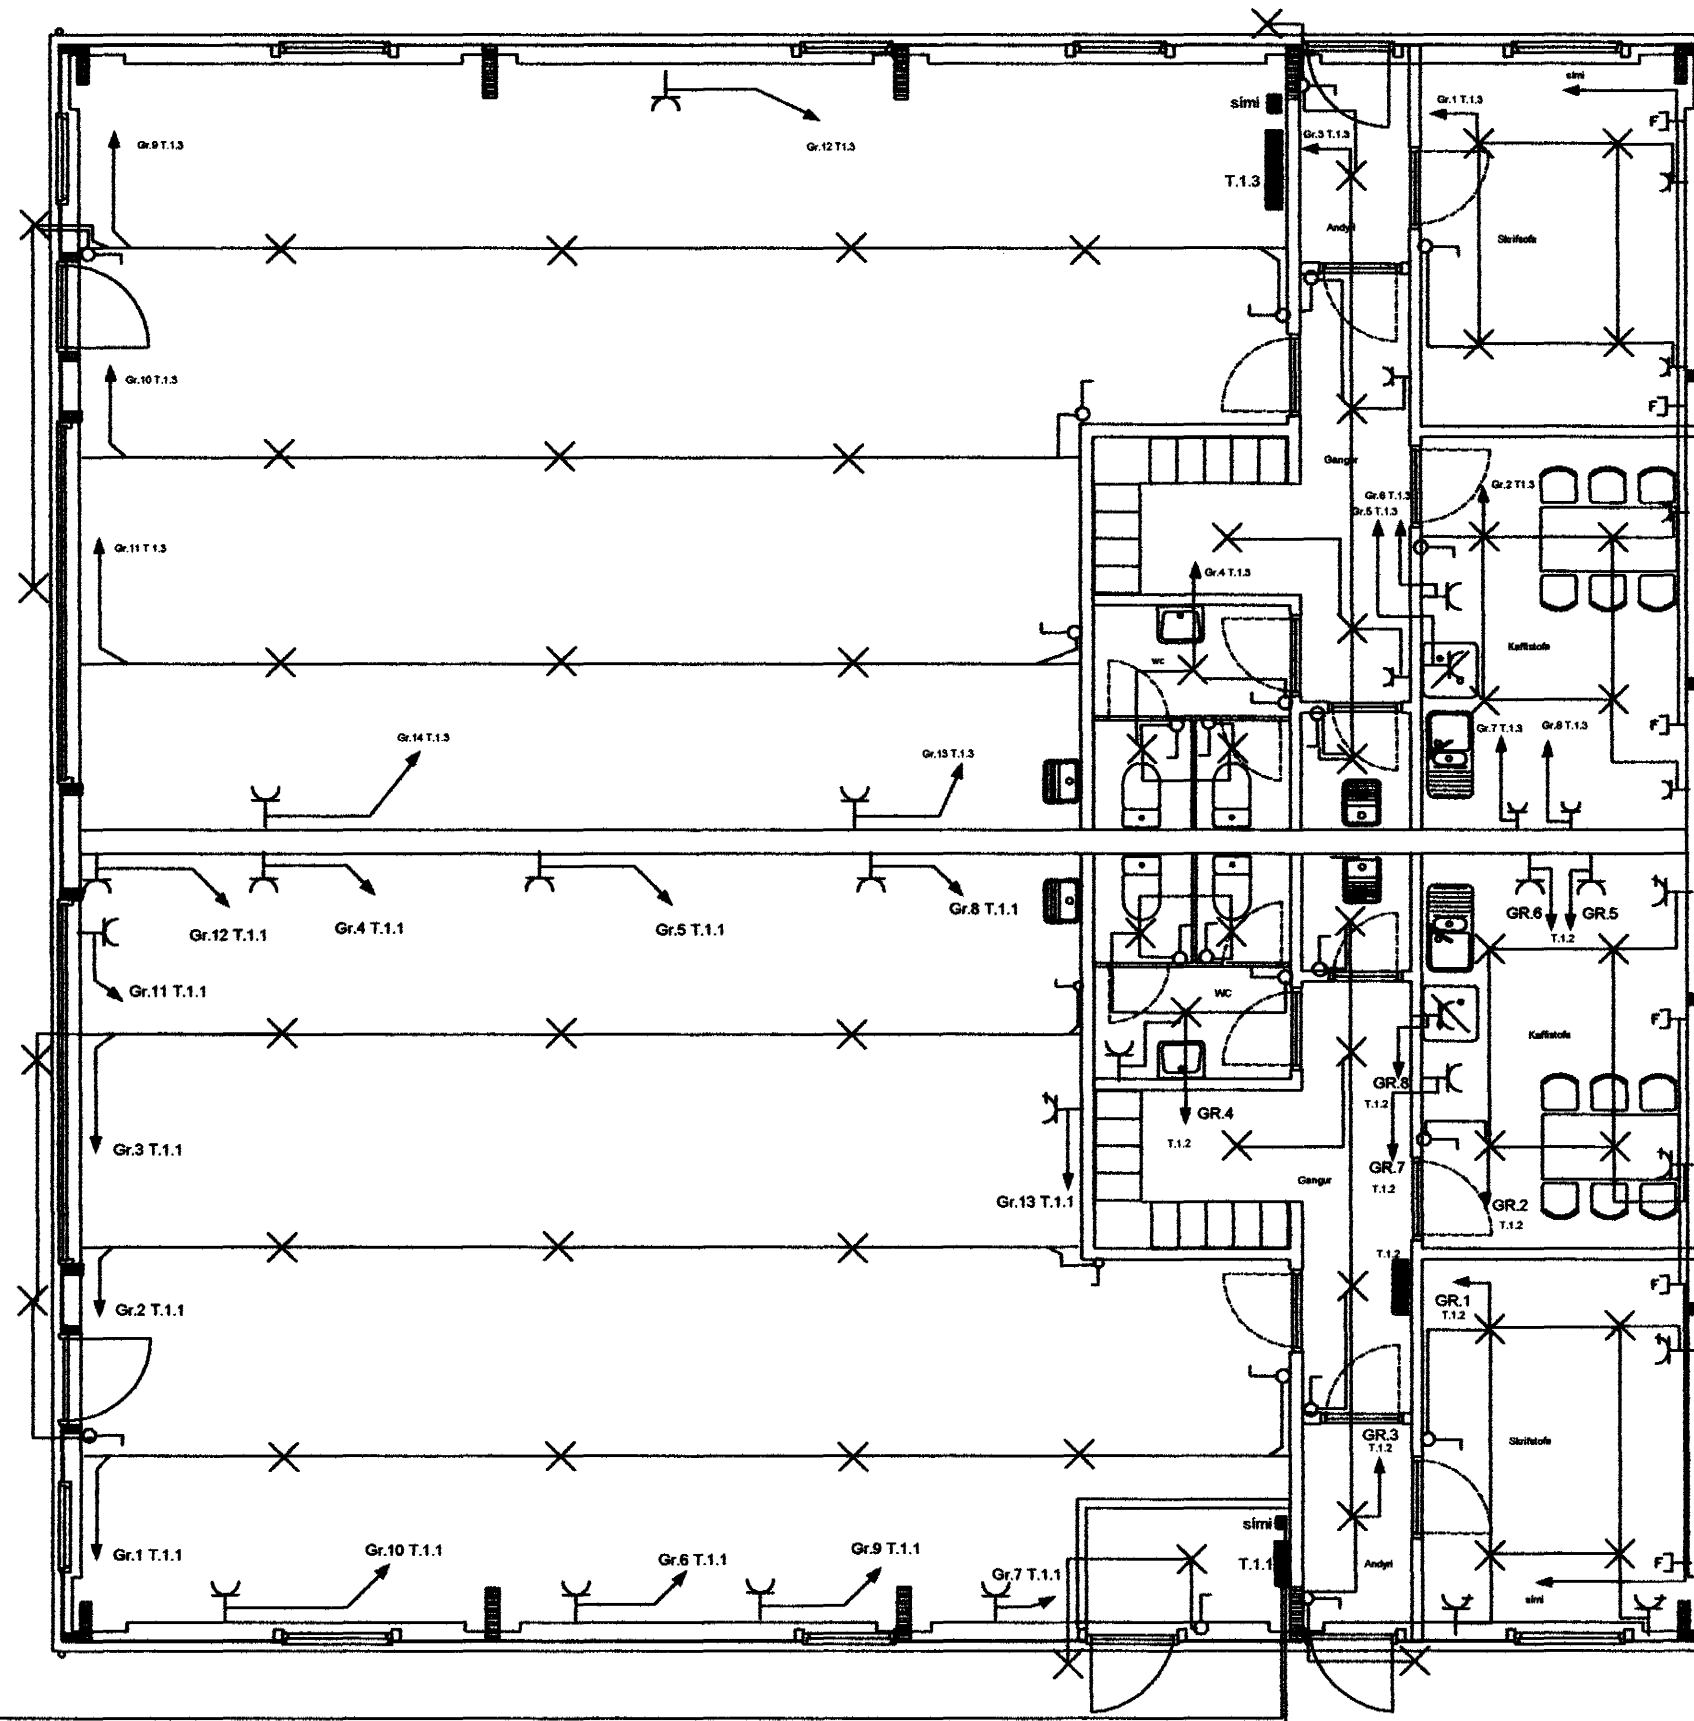 simi
Gr.1 T.1.3
simi
Gr.3 T.1.3
Gr.9 T.1.3
Gr.12 T1.3
T.1.3
F
Andyri
Skrifstofa
Gr.10 T.1.3
F
Gangur
Gr.2 T1.3
Gr.6 T.1.3
Gr.5 T.1.3
Gr.11 T 1.3
Gr.4 T.1.3
Kaffistofa
wc
F
Gr.7 T.1.3
Gr.8 T.1.3
Gr.14 T.1.3
Gr.13 T.1.3
Gr.12 T.1.1
Gr.4 T.1.1
Gr.5 T.1.1
Gr.8 T.1.1
GR.6
GR.5
T.1.2
Gr.11 T.1.1
WC
F
Kaffistofa
GR.8
T.1.2
GR.4
T.1.2
Gr.3 T.1.1
GR.7
T.1.2
Gangur
Gr.13 T.1.1
GR.2
T.1.2
T.1.2
F
GR.1
T.1.2
Gr.2 T.1.1
GR.3
T.1.2
Skrifstofa
simi
Gr.1 T.1.1
Gr.10 T.1.1
Gr.6 T.1.1
Gr.9 T.1.1
Gr.7 T.1.1
T.1.1
Andyri
F
simi